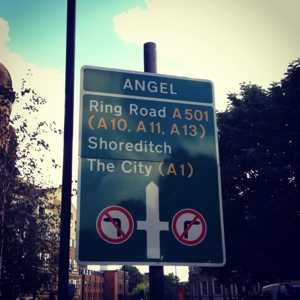 ANGEL
Ring Road A501
(A10, A11, A13)
Shoreditch
The City (A1)